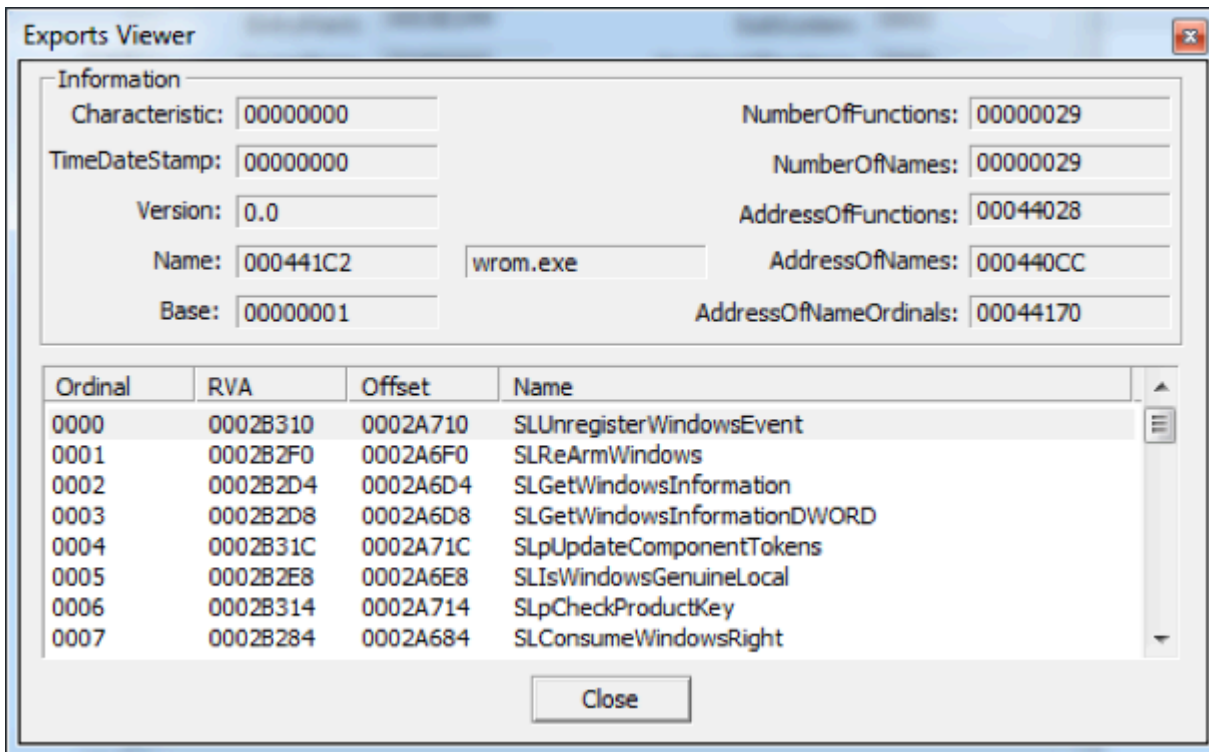 Exports Viewer
Information
Characteristic: 00000000 NumberOfFunctions: 00000029
TimeDateStamp: 00000000 NumberOfNames: 00000029
Version: 0.0 AddressOfFunctions: 00044028
Name: 000441C2 wrom.exe AddressOfNames: 000440CC
Base: 00000001 AddressOfNameOrdinals: 00044170
Ordinal RVA Offset Name
0000 0002B310 0002A710 SLUnregisterWindowsEvent
0001 0002B2F0 0002A6F0 SLReArmWindows
0002 0002B2D4 0002A6D4 SLGetWindowsInformation
0003 0002B2D8 0002A6D8 SLGetWindowsInformationDWORD
0004 0002B31C 0002A71C SLpUpdateComponentTokens
0005 0002B2E8 0002A6E8 SLIsWindowsGenuineLocal
0006 0002B314 0002A714 SLpCheckProductKey
0007 0002B284 0002A684 SLConsumeWindowsRight
Close